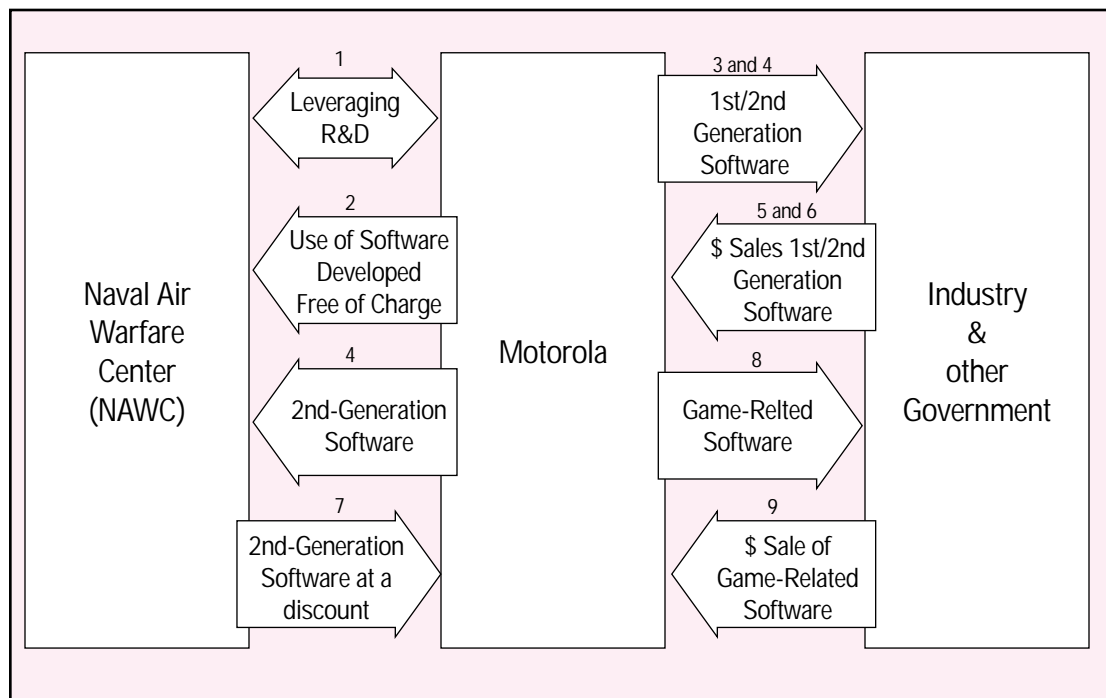 Naval Air
Warfare
Center
(NAWC)
1
Leveraging
R&D
2
Use of Software
Developed
Free of Charge
4
2nd-Generation
Software
7
2nd-Generation
Software at a
discount
Motorola
3 and 4
1st/2nd
Generation
Software
5 and 6
$ Sales 1st/2nd
Generation
Software
8
Game-Relted
Software
9
$ Sale of
Game-Related
Software
Industry
&
other
Government